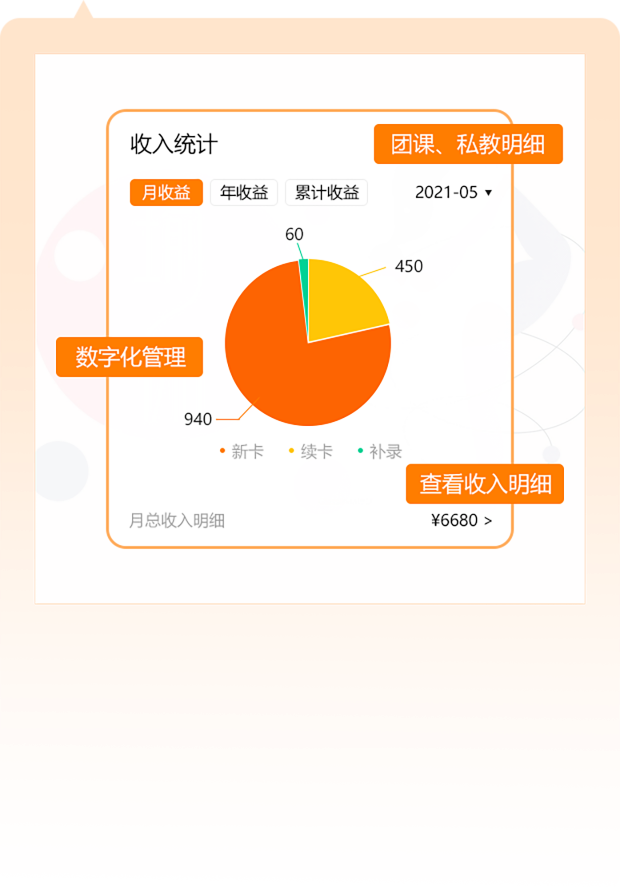 收入统计
团课、私教明细
月收益
年收益
累计收益
2021-05
60
450
数字化管理
940
新卡
续卡
补录
查看收入明细
月总收入明细
¥6680 >